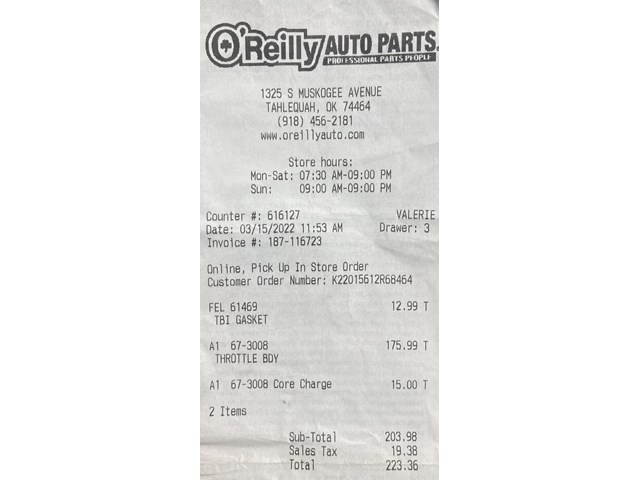 O'Reilly AUTO PARTS.
PROFESSIONAL PARTS PEOPLE
1325 S MUSKOGEE AVENUE
TAHLEQUAH, OK 74464
(918) 456-2181
www.oreillyauto.com
Store hours:
Mon-Sat: 07:30 AM-09:00 PM
Sun: 09:00 AM-09:00 PM
Counter #: 616127 VALERIE
Date: 03/15/2022 11:53 AM Drawer: 3
Invoice #: 187-116723
Online, Pick Up In Store Order
Customer Order Number: K22015612R68464
FEL 61469 12.99 T
TBI GASKET
A1 67-3008 175.99 T
THROTTLE BDY
A1 67-3008 Core Charge 15.00 T
2 Items
Sub-Total 203.98
Sales Tax 19.38
Total 223.36